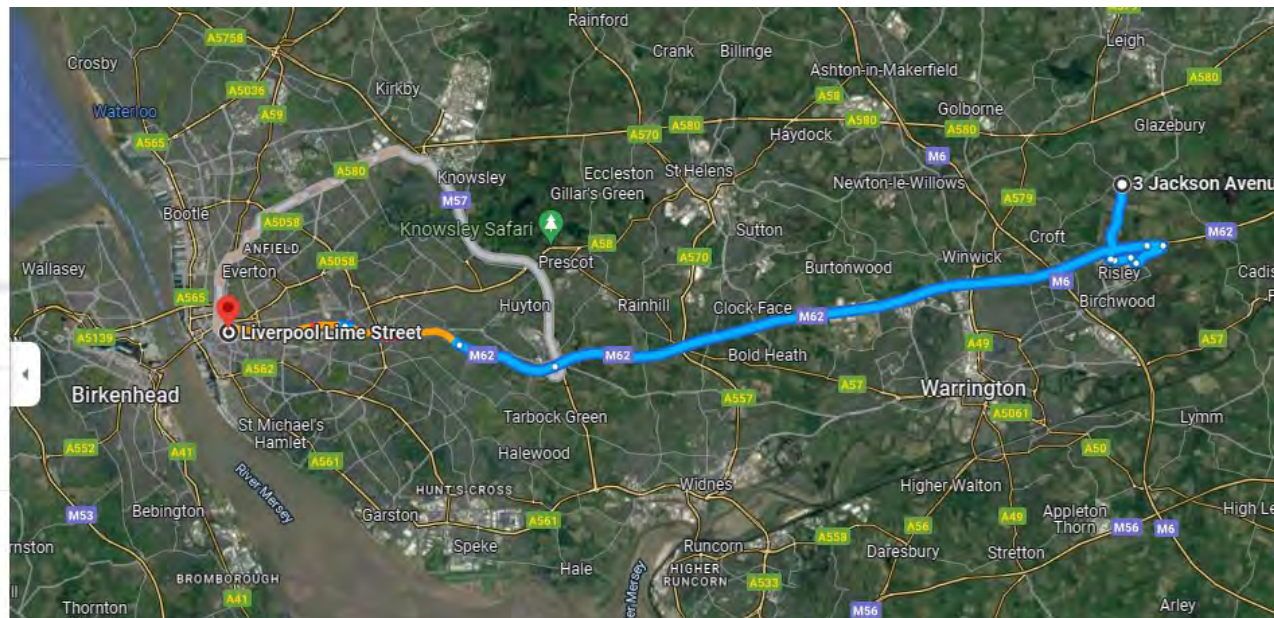 Rainford
Leigh
A5758
Crank
Billinge
Crosby
Ashton-in-Makerfield
A580
Kirkby
A5036
A58
Golborne
Waterloo
A59
A580
A570
A580
A580
Glazebury
Haydock
A565
A580
Knowsley
Eccleston
St Helens
M6
Gillar's Green
Newton-le-Willows
3 Jackson Avenu
M57
A579
Bootle
A5058
Knowsley Safari
Sutton
Croft
M62
ANFIELD
A58
A5058
Prescot
A570
Winwick
Wallasey
Everton
Burtonwood
Risley
Cadis
M6
A565
Huyton
Rainhill
Clock Face
Birchwood
M62
Liverpool Lime Street
A5139
A49
A57
M62
M62
Bold Heath
A562
A57
Birkenhead
Warrington
A557
Tarbock Green
A5061
Lymm
St Michael's
Hamlet
A552
A41
Halewood
A50
A561
River Mersey
Widnes
Higher Walton
HUNT'S CROSS
M53
Bebington
Garston
A561
A56
A49
Appleton
Thorn
M56
M6
High Le
Speke
Runcorn
A558
Daresbury
Stretton
rnston
Hale
HIGHER
RUNCORN
A533
BROMBOROUGH
A41
er Mersey
M56
Thornton
Arley